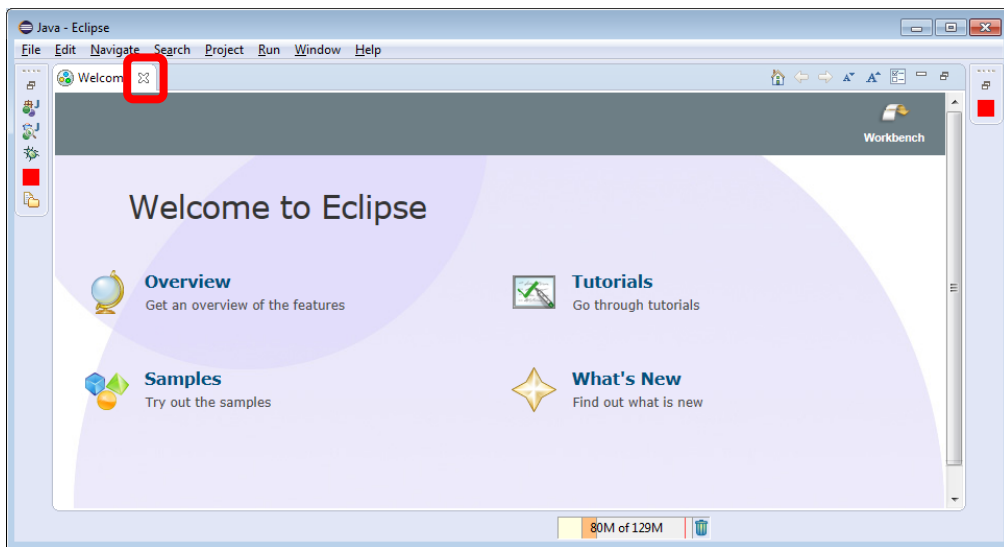 Java - Eclipse
File Edit Navigate Search Project Run Window Help
Welcom
Workbench
Welcome to Eclipse
Overview
Get an overview of the features
Tutorials
Go through tutorials
Samples
Try out the samples
What's New
Find out what is new
80M of 129M